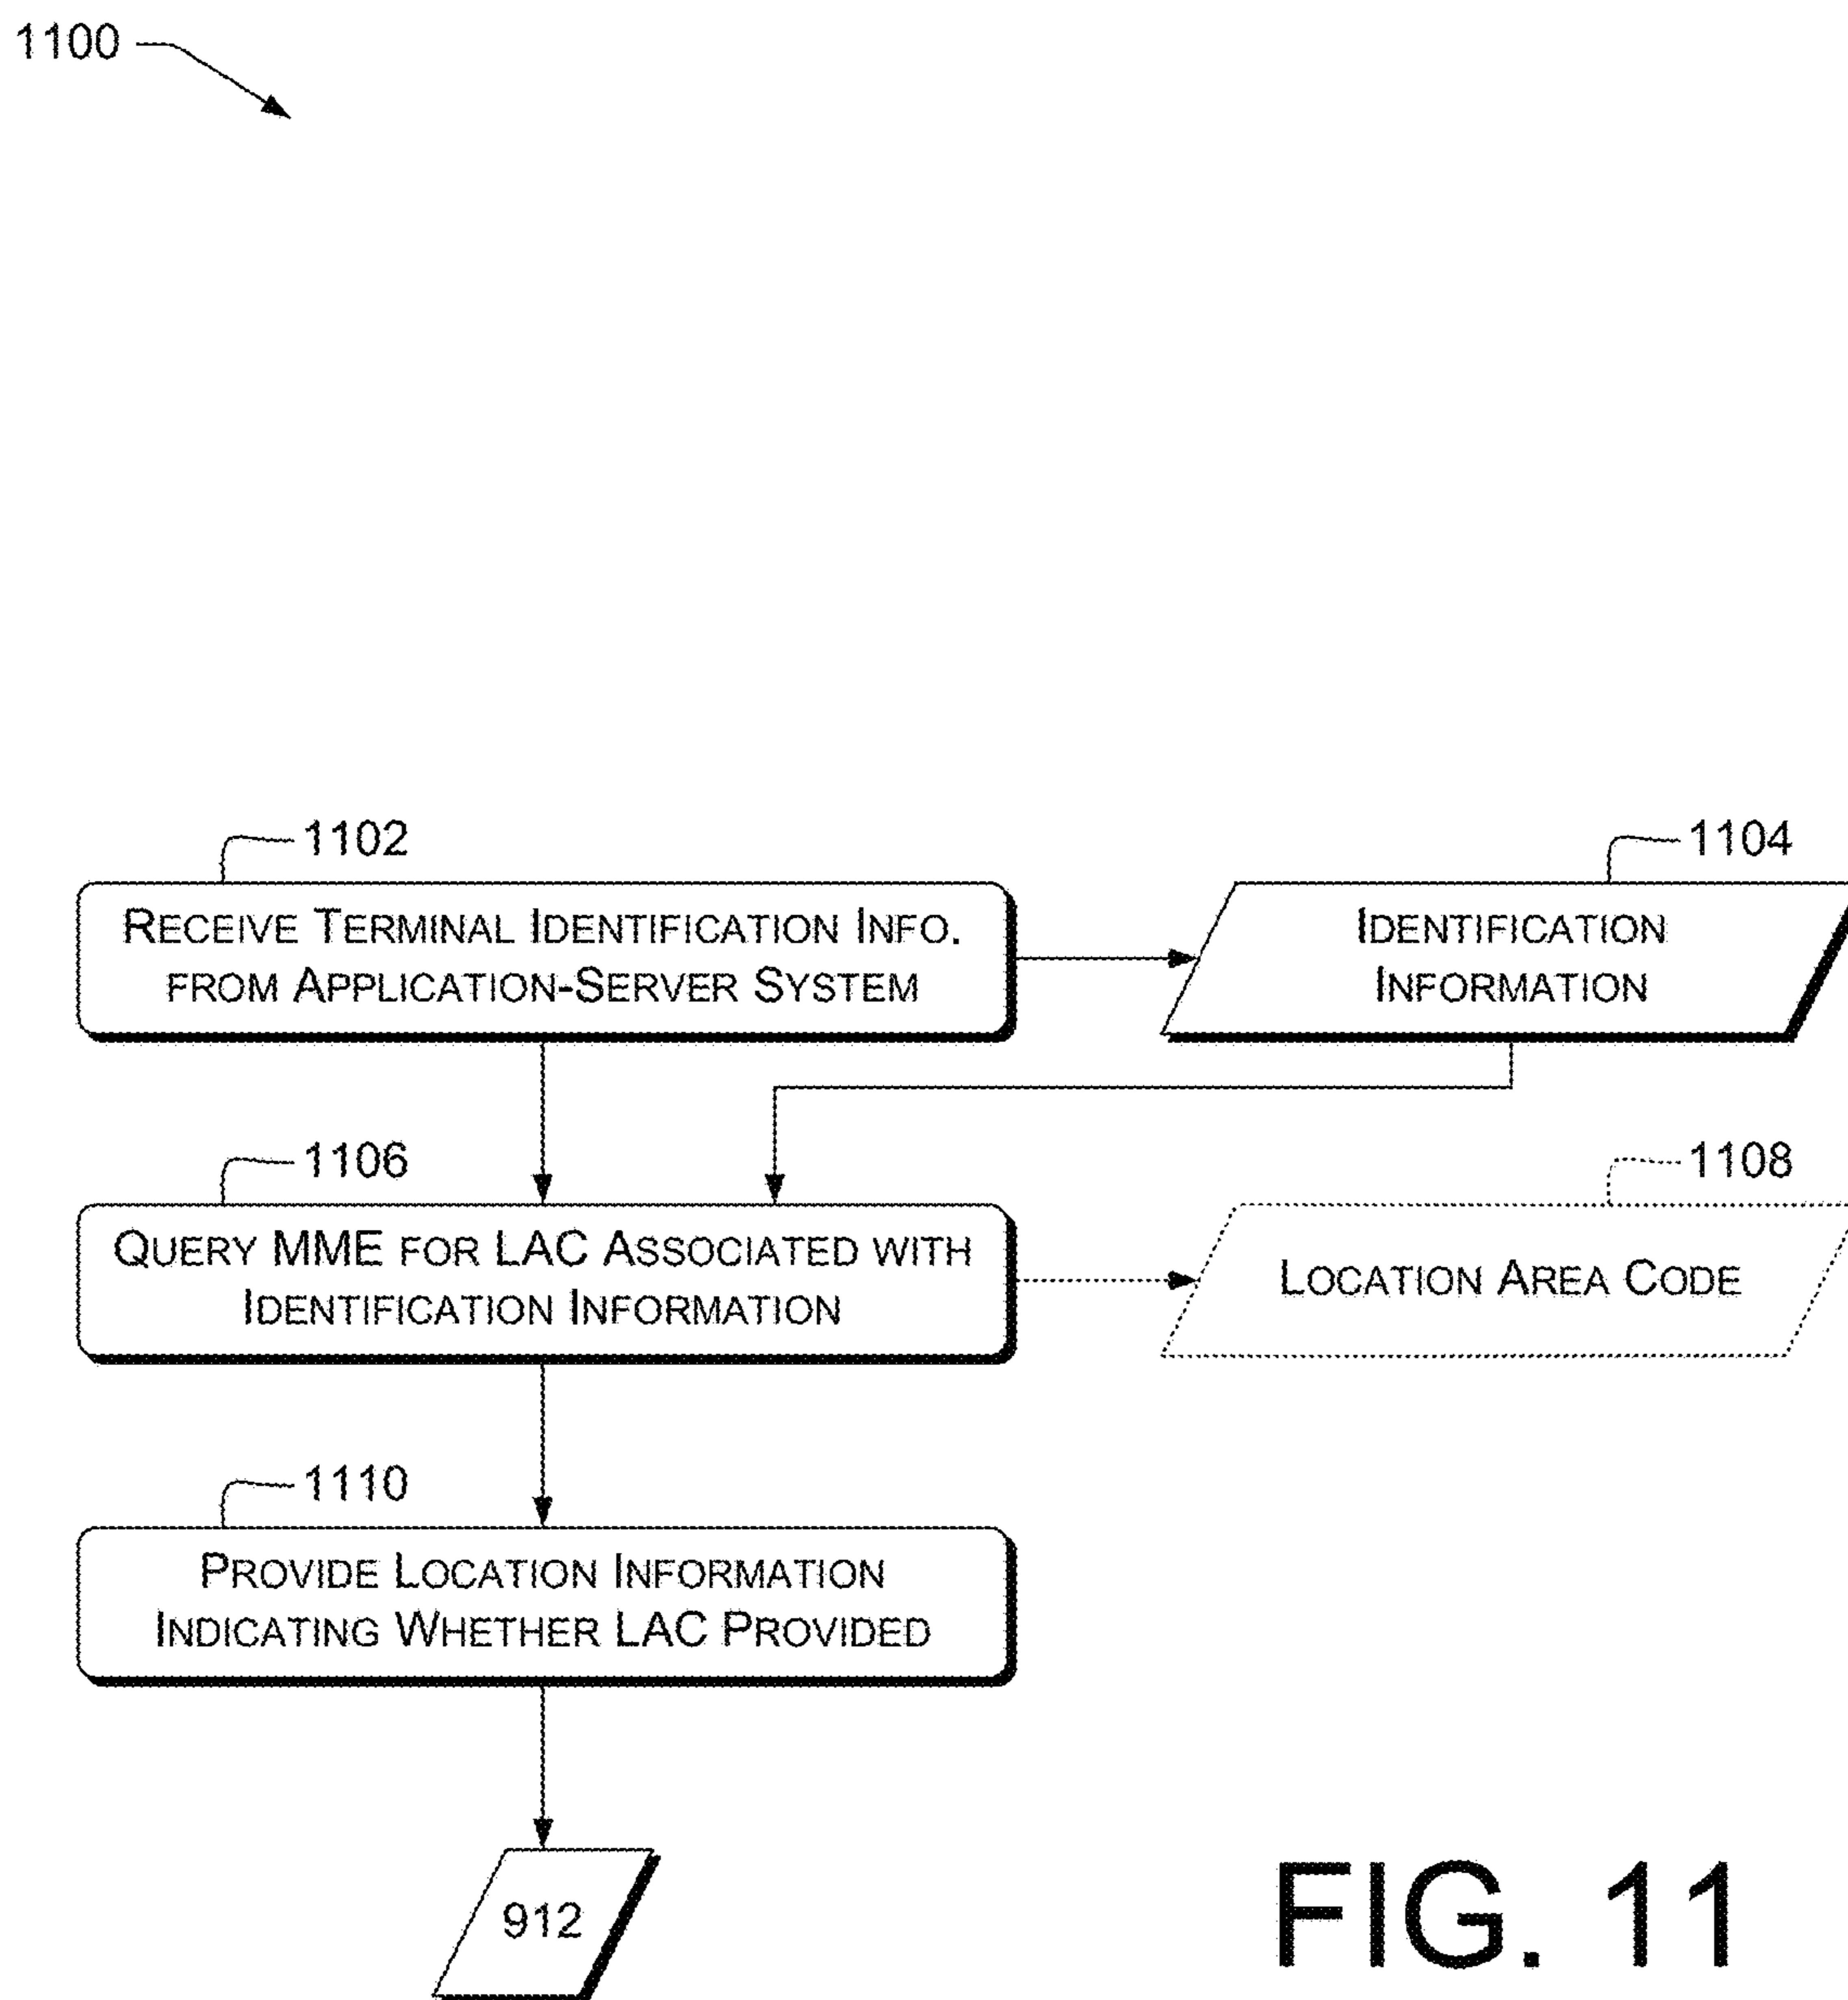 1100
1102
RECEIVE TERMINAL IDENTIFICATION INFO.
FROM APPLICATION-SERVER SYSTEM
1104
IDENTIFICATION
INFORMATION
1106
QUERY MME FOR LAC ASSOCIATED WITH
IDENTIFICATION INFORMATION
1108
LOCATION AREA CODE
1110
PROVIDE LOCATION INFORMATION
INDICATING WHETHER LAC PROVIDED
912
FIG. 11